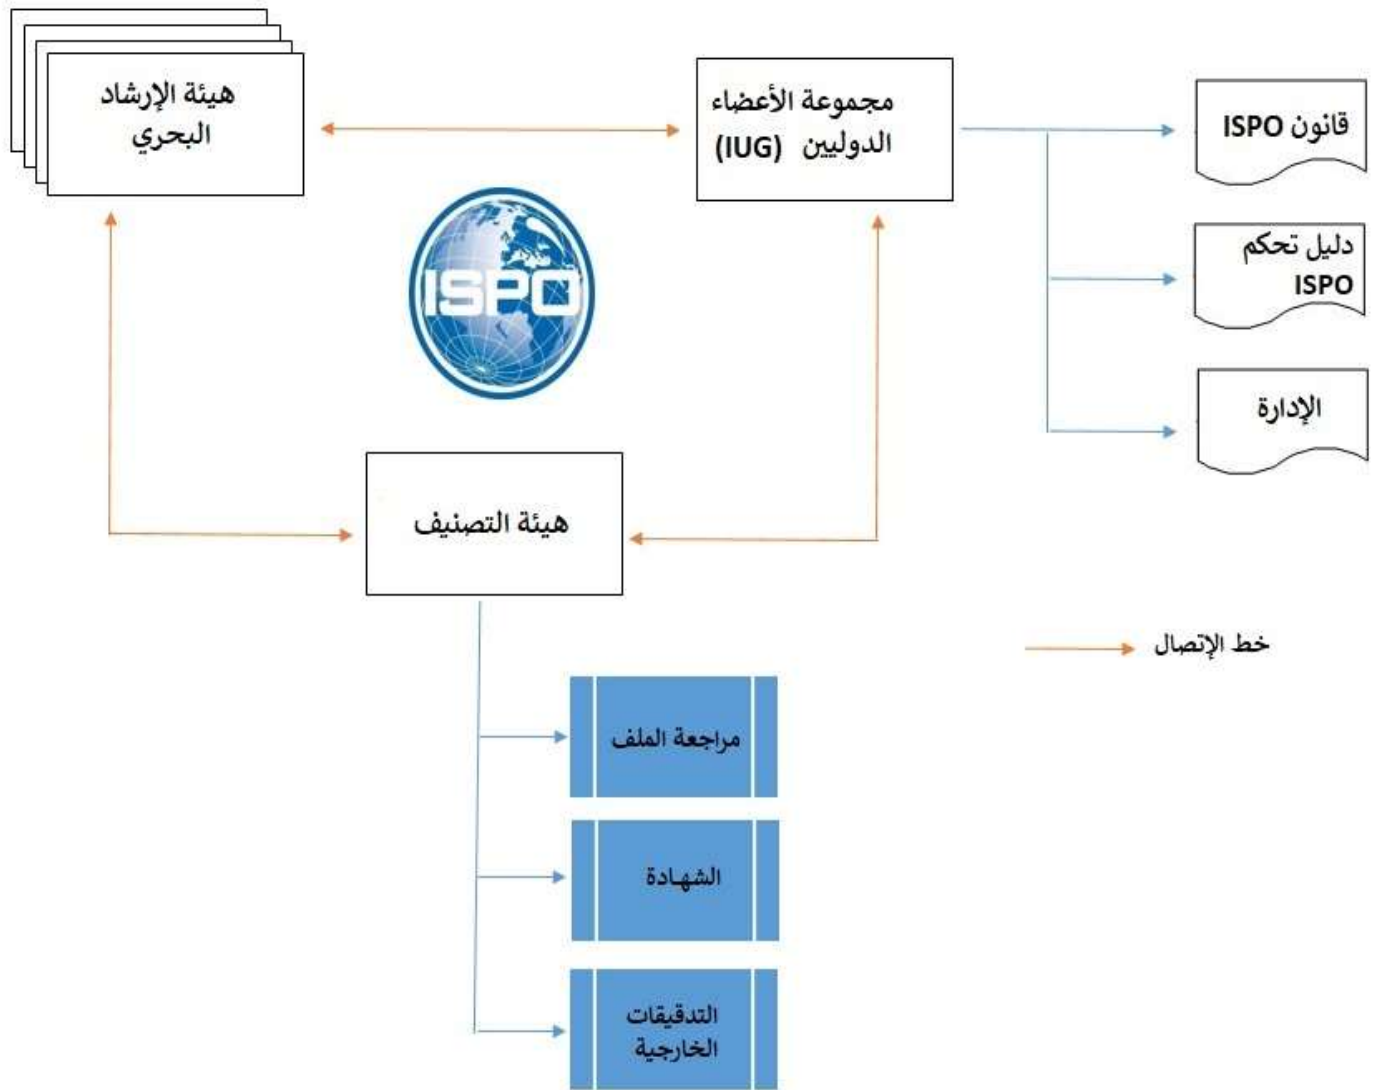 هيئة الإرشاد
البحري
مجموعة الأعضاء
الدوليين (IUG)
قانون ISPO
دليل تحكم
ISPO
الإدارة
ISPO
هيئة التصنيف
خط الإتصال
مراجعة الملف
الشهادة
التدقيقات
الخارجية